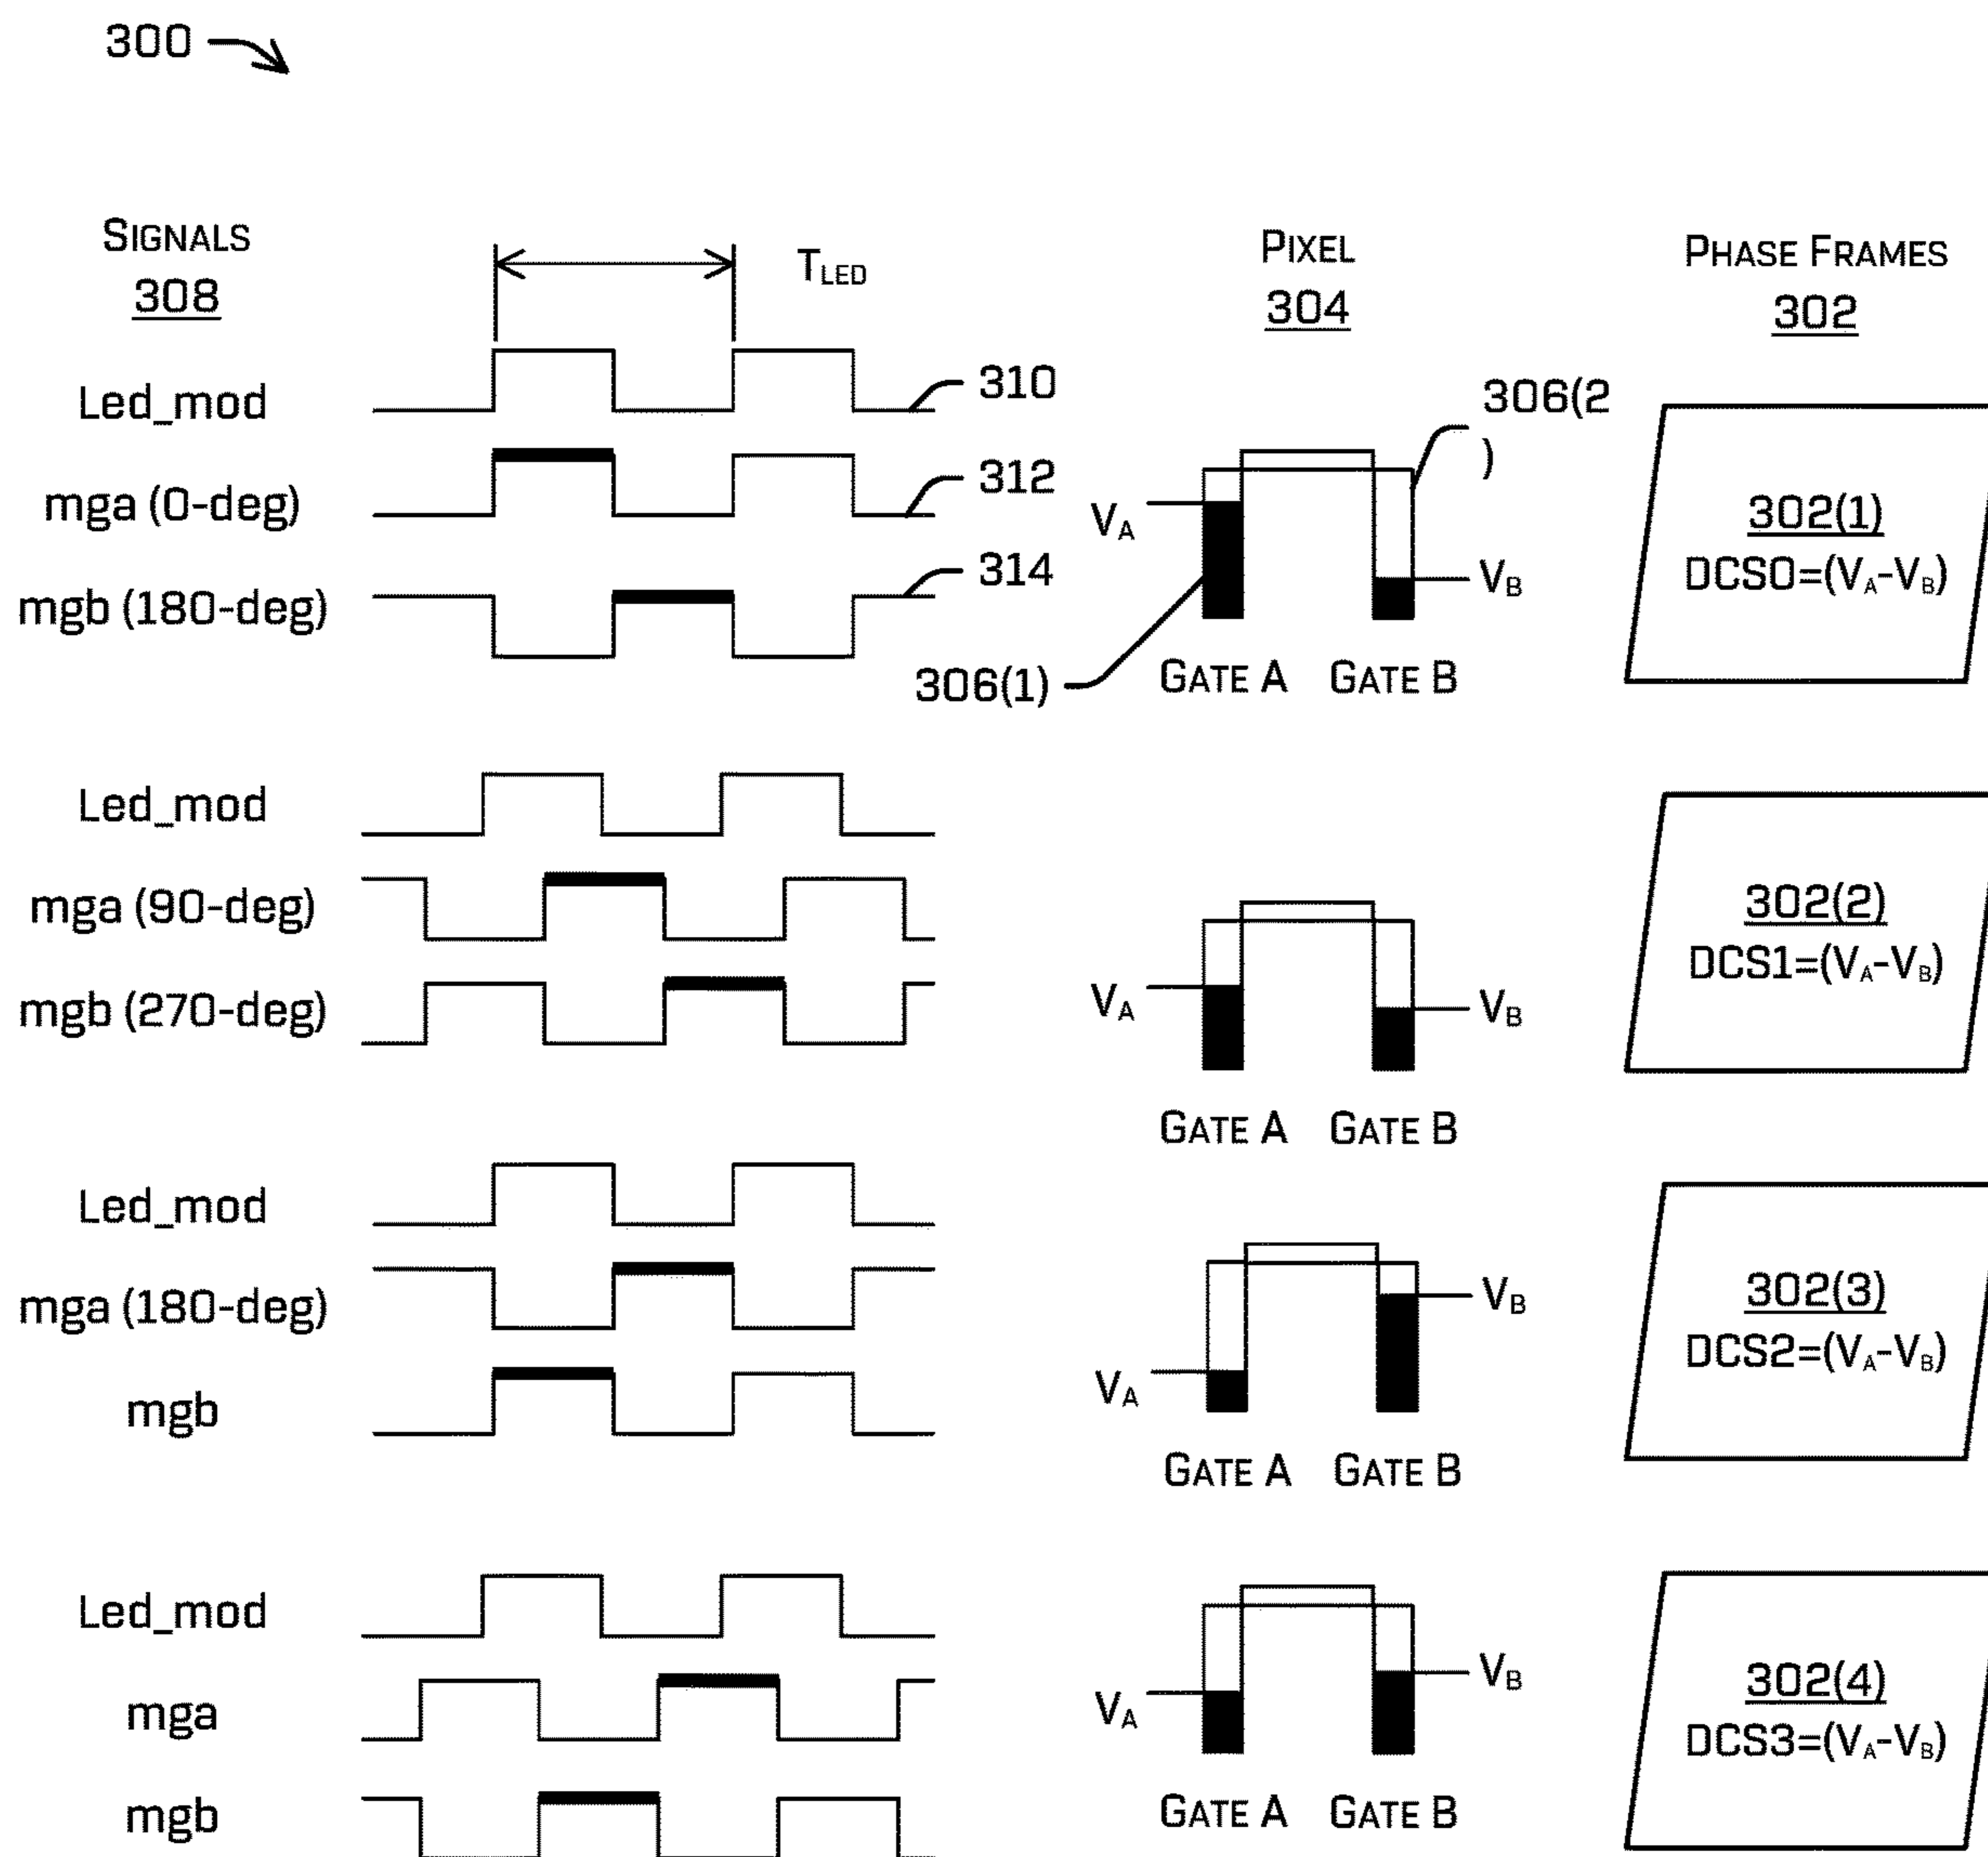 300
SIGNALS
308
TLED
PIXEL
304
PHASE FRAMES
302
Led_mod
310
mga (0-deg)
312
mgb (180-deg)
314
306(2
)
VA
VB
306(1)
GATE A GATE B
302(1)
DCS0=(VA-VB)
Led_mod
mga (90-deg)
mgb (270-deg)
VA
VB
GATE A GATE B
302(2)
DCS1=(VA-VB)
Led_mod
mga (180-deg)
mgb
VA
VB
GATE A GATE B
302(3)
DCS2=(VA-VB)
Led_mod
mga
mgb
VA
VB
GATE A GATE B
302(4)
DCS3=(VA-VB)